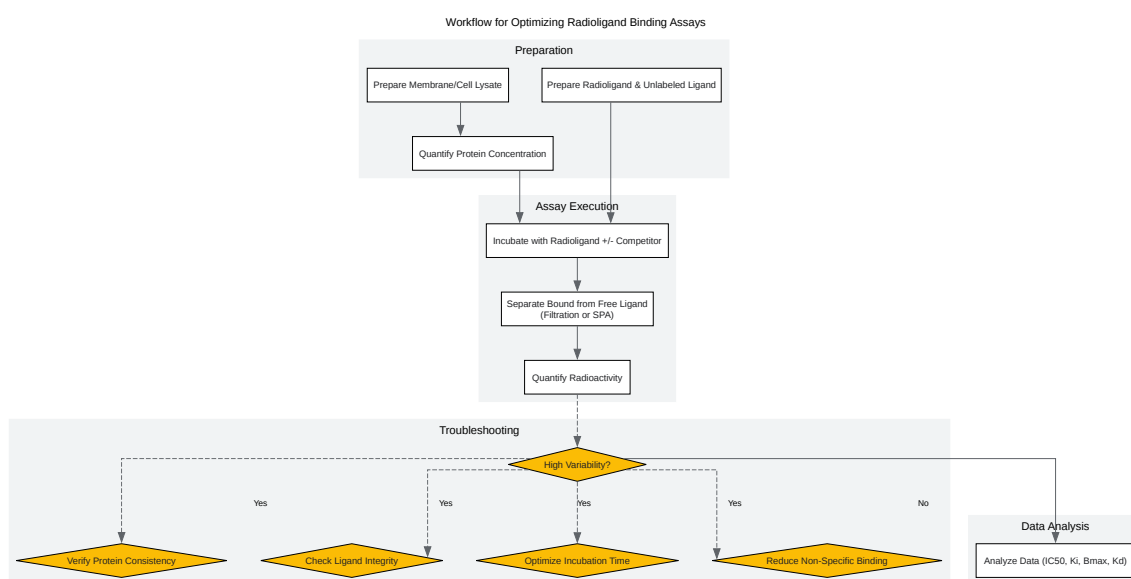 Workflow for Optimizing Radioligand Binding Assays
Preparation
Prepare Membrane/Cell Lysate
Prepare Radioligand & Unlabeled Ligand
Quantify Protein Concentration
Assay Execution
Incubate with Radioligand +/- Competitor
Separate Bound from Free Ligand
(Filtration or SPA)
Quantify Radioactivity
Troubleshooting
High Variability?
Yes
Yes
Yes
Yes
No
Data Analysis
Verify Protein Consistency
Check Ligand Integrity
Optimize Incubation Time
Reduce Non-Specific Binding
Analyze Data (IC50, Ki, Bmax, Kd)